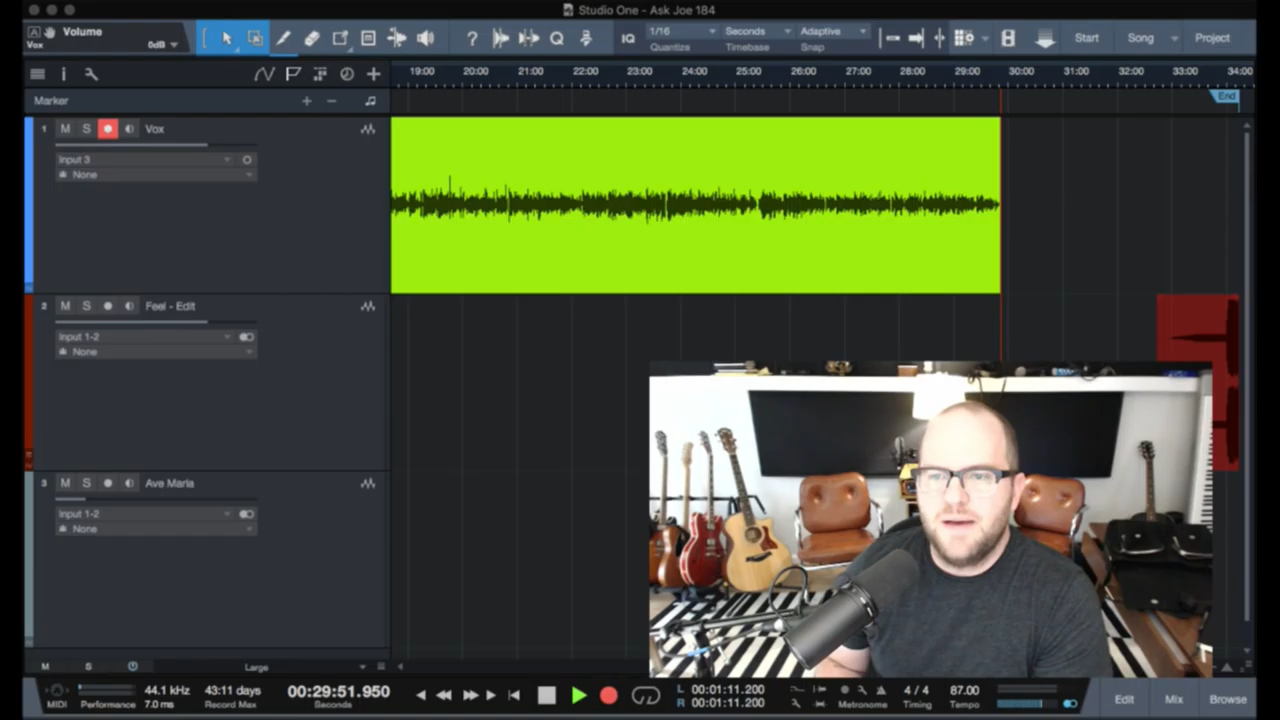 Studio One - Ask Joe 184
A Volume
Vox 0dB
? Q IQ 1/16 Seconds Adaptive Start Song Project
Quantize Timebase Snap
19:00 20:00 21:00 22:00 23:00 24:00 25:00 26:00 27:00 28:00 29:00 30:00 31:00 32:00 33:00 34:00
Marker
End
1 M S Vox
Input 3
None
2 M S Feel - Edit
Input 1-2
None
3 M S Ave Maria
Input 1-2
None
M S Large
MIDI
Performance
44.1 kHz
7.0 ms
43:11 days
Record Max
00:29:51.950
Seconds
L 00:01:11.200
R 00:01:11.200
Metronome
4 / 4
Timing
87.00
Tempo
Edit Mix Browse